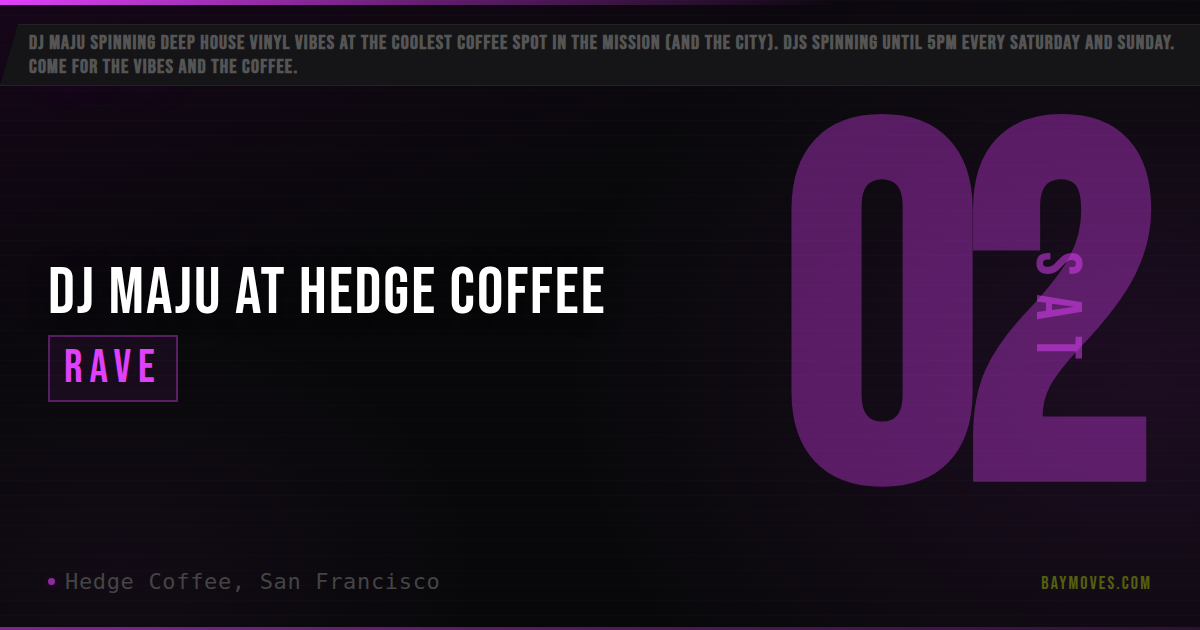 DJ MAJU SPINNING DEEP HOUSE VINYL VIBES AT THE COOLEST COFFEE SPOT IN THE MISSION (AND THE CITY). DJS SPINNING UNTIL 5PM EVERY SATURDAY AND SUNDAY.
COME FOR THE VIBES AND THE COFFEE.
02
SAT
DJ MAJU AT HEDGE COFFEE
RAVE
Hedge Coffee, San Francisco
BAYMOVES.COM